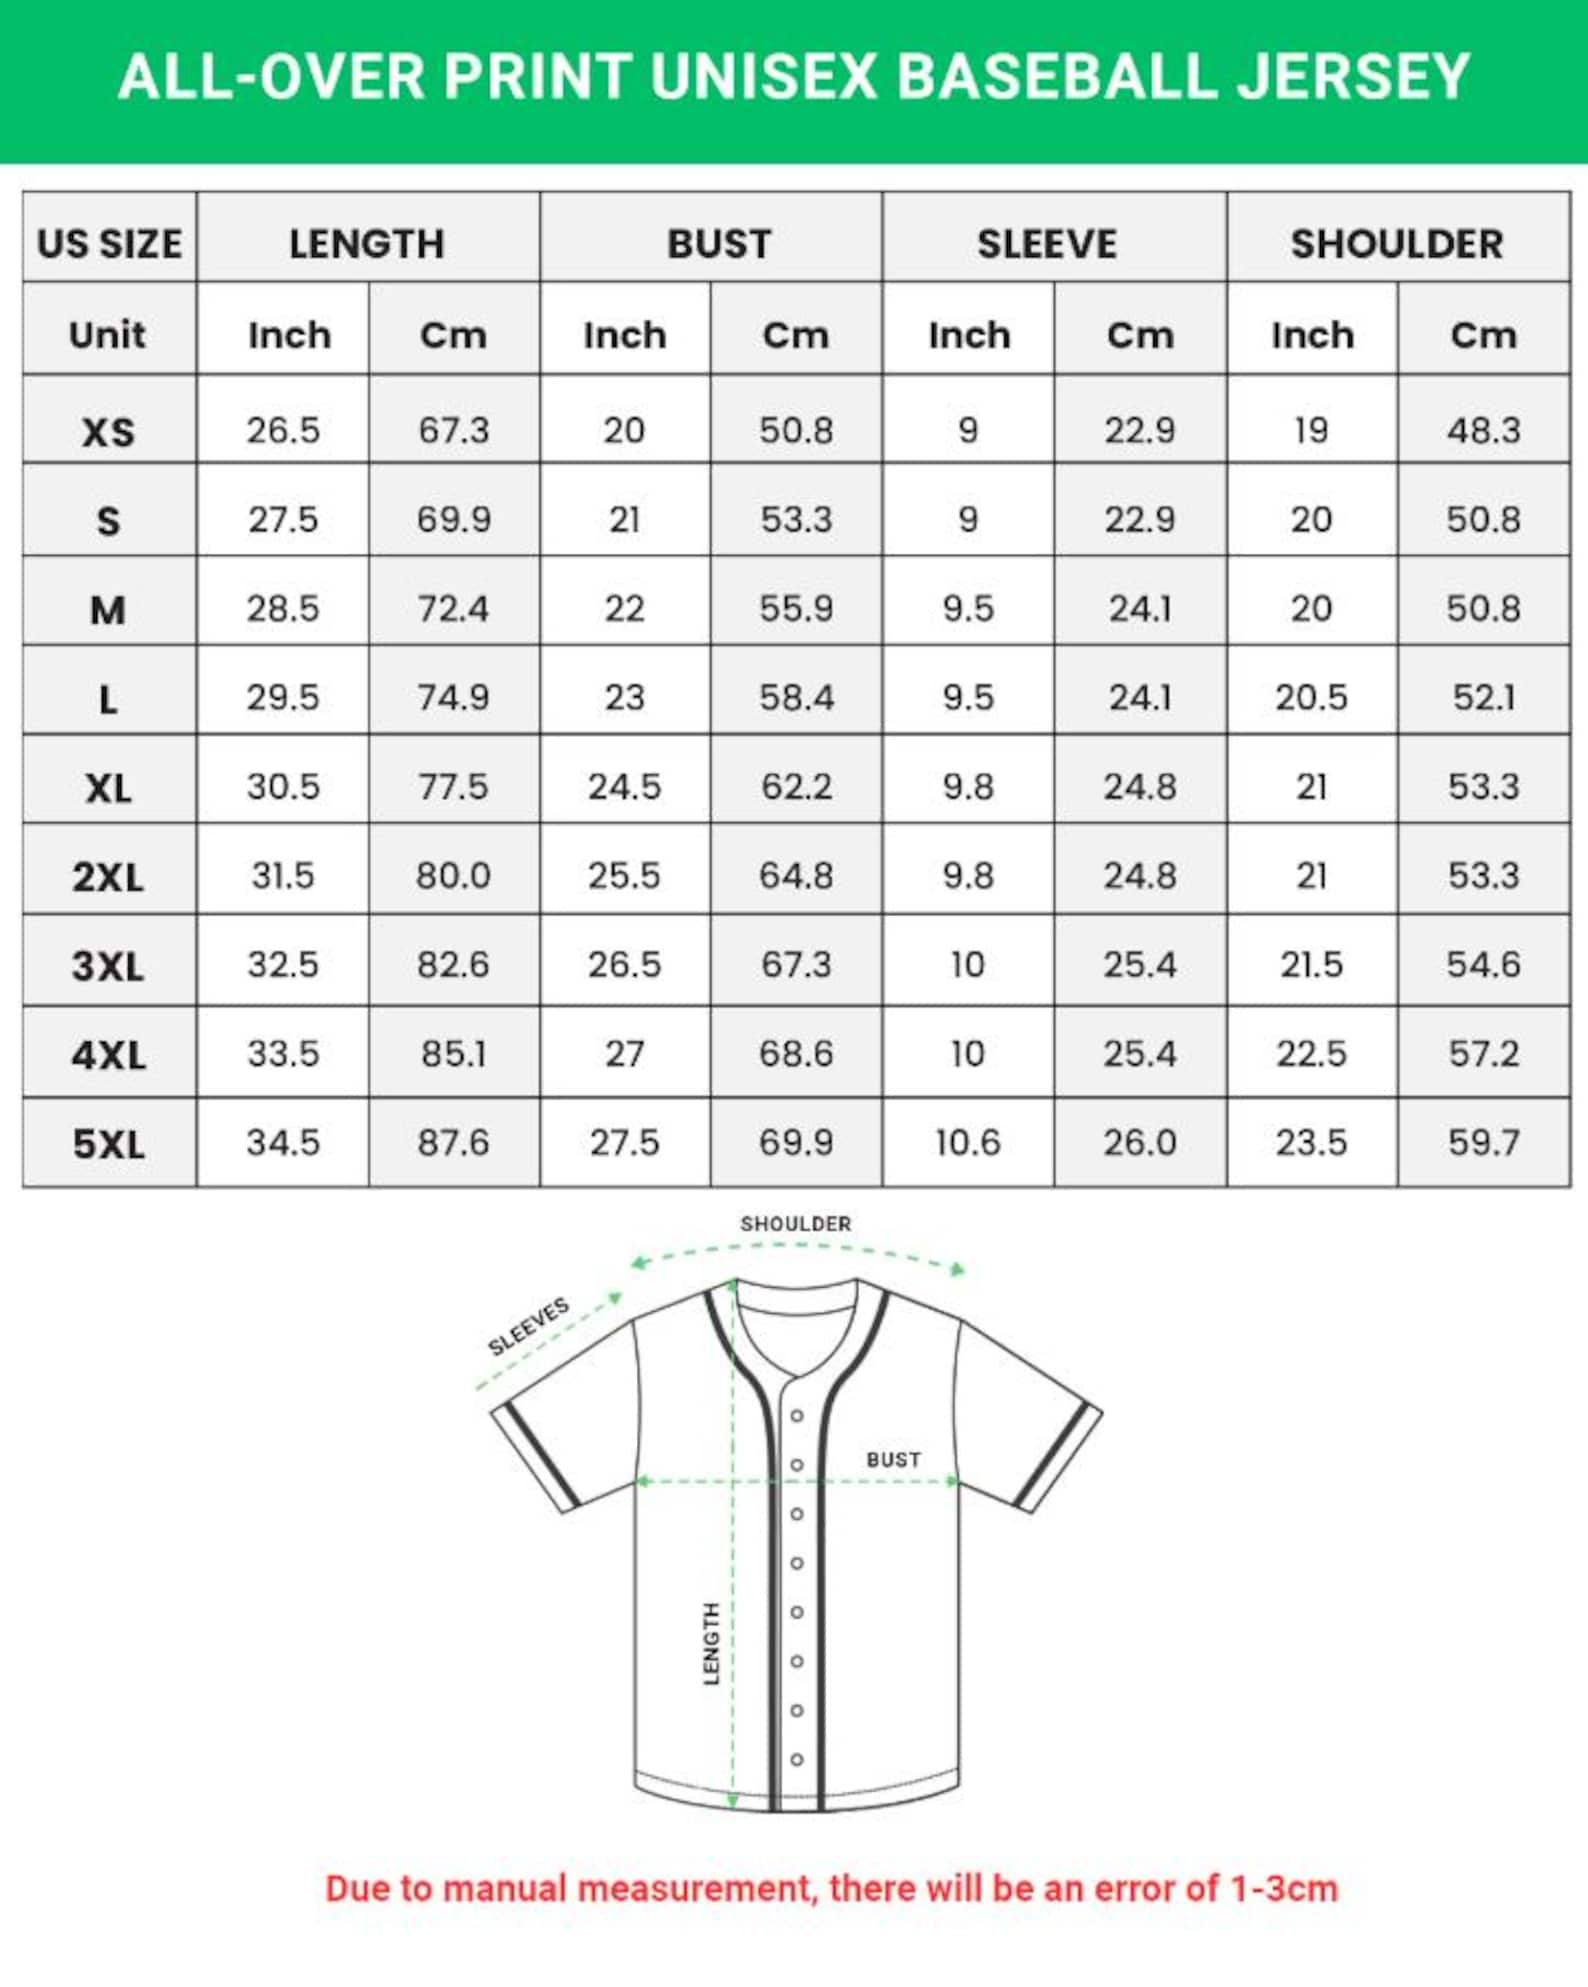 ALL-OVER PRINT UNISEX BASEBALL JERSEY
US SIZE LENGTH BUST SLEEVE SHOULDER
Unit Inch Cm Inch Cm Inch Cm Inch Cm
XS 26.5 67.3 20 50.8 9 22.9 19 48.3
S 27.5 69.9 21 53.3 9 22.9 20 50.8
M 28.5 72.4 22 55.9 9.5 24.1 20 50.8
L 29.5 74.9 23 58.4 9.5 24.1 20.5 52.1
XL 30.5 77.5 24.5 62.2 9.8 24.8 21 53.3
2XL 31.5 80.0 25.5 64.8 9.8 24.8 21 53.3
3XL 32.5 82.6 26.5 67.3 10 25.4 21.5 54.6
4XL 33.5 85.1 27 68.6 10 25.4 22.5 57.2
5XL 34.5 87.6 27.5 69.9 10.6 26.0 23.5 59.7
SHOULDER
SLEEVES
BUST
LENGTH
Due to manual measurement, there will be an error of 1-3cm